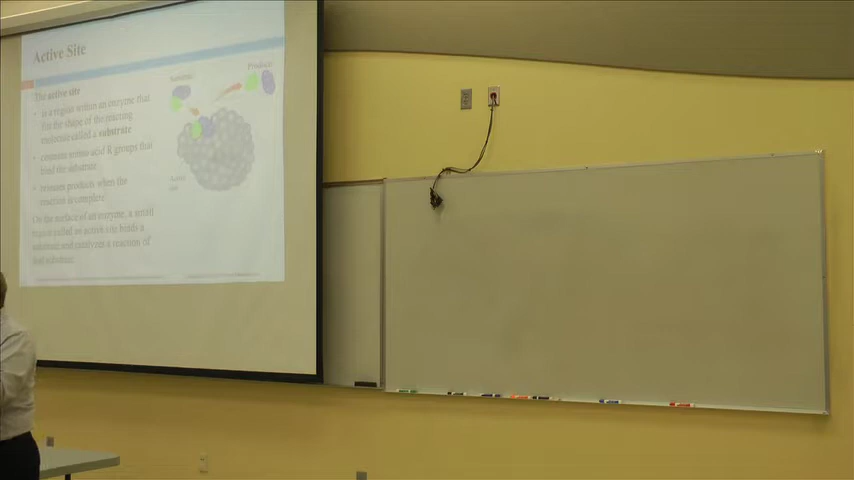 Active Site
The active site
• is a region within an enzyme that
fits the shape of the reacting
molecule called a substrate
• contains amino acid R groups that
bind the substrate
• releases products when the
reaction is complete
On the surface of an enzyme, a small
region called an active site binds a
substrate and catalyzes a reaction of
that substrate.
Substrate
Products
Active
site